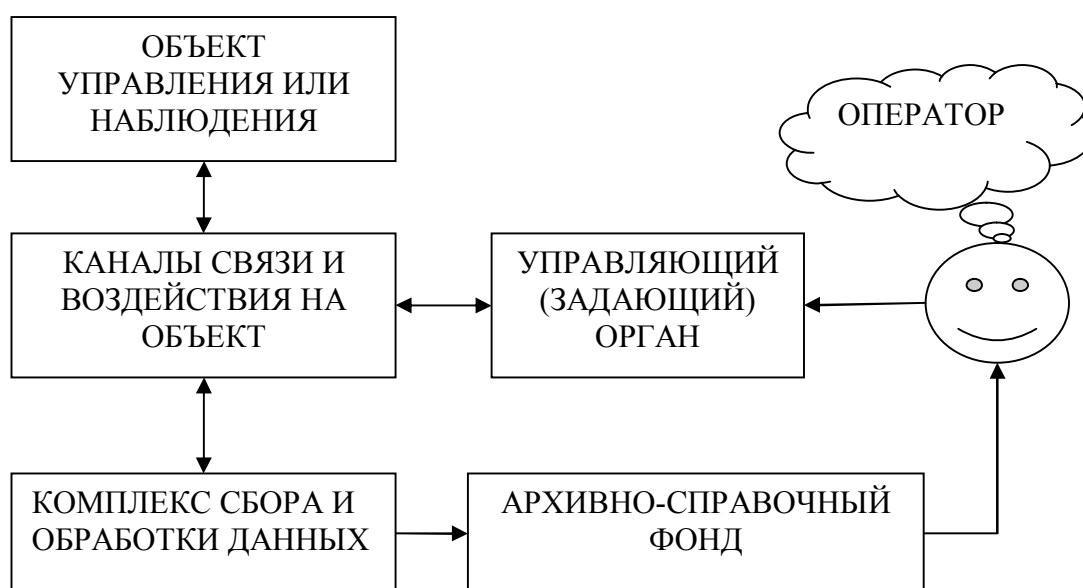 ОБЪЕКТ
УПРАВЛЕНИЯ ИЛИ
НАБЛЮДЕНИЯ
ОПЕРАТОР
КАНАЛЫ СВЯЗИ И
ВОЗДЕЙСТВИЯ НА
ОБЪЕКТ
УПРАВЛЯЮЩИЙ
(ЗАДАЮЩИЙ)
ОРГАН
КОМПЛЕКС СБОРА И
ОБРАБОТКИ ДАННЫХ
АРХИВНО-СПРАВОЧНЫЙ
ФОНД